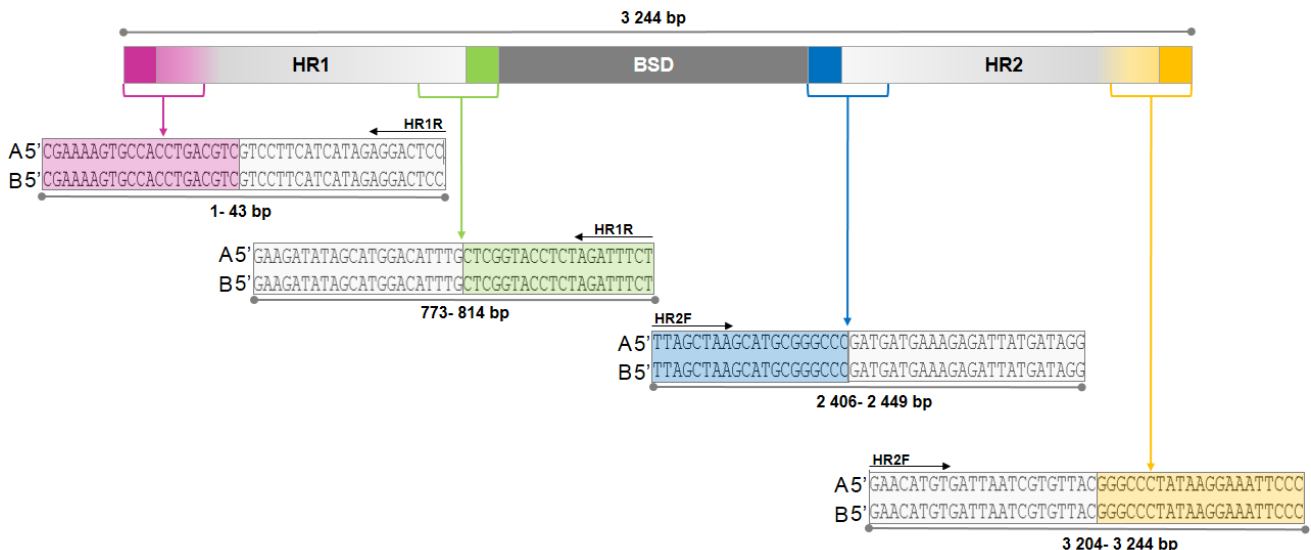 3 244 bp
HR1 BSD HR2
HR1R
A5' CGAAAAGTGCCACCTGACGTCGTCCTTCATCATAGAGGACTCC
B5' CGAAAAGTGCCACCTGACGTCGTCCTTCATCATAGAGGACTCC
1- 43 bp
HR1R
A5' GAAGATATAGCATGGACATTTGCTCGGTACCTCTAGATTTCT
B5' GAAGATATAGCATGGACATTTGCTCGGTACCTCTAGATTTCT
773- 814 bp
HR2F
A5' TTAGCTAAGCATGCGGGCCCGATGATGAAAGAGATTATGATAGG
B5' TTAGCTAAGCATGCGGGCCCGATGATGAAAGAGATTATGATAGG
2 406- 2 449 bp
HR2F
A5' GAACATGTGATTAATCGTGTTACGGGCCCTATAAGGAAATTCCC
B5' GAACATGTGATTAATCGTGTTACGGGCCCTATAAGGAAATTCCC
3 204- 3 244 bp